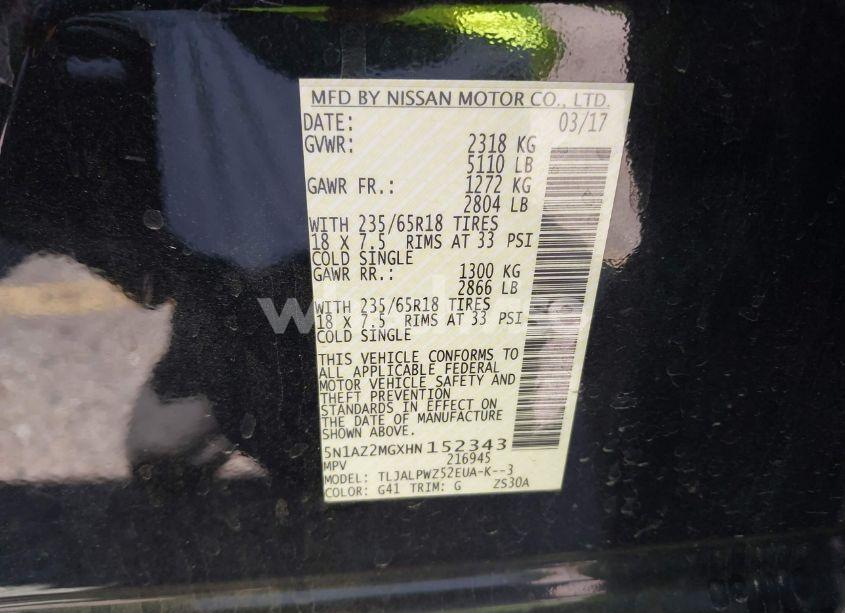 MFD BY NISSAN MOTOR CO., LTD.
DATE: 03/17
GVWR: 2318 KG
5110 LB
GAWR FR.: 1272 KG
2804 LB
WITH 235/65R18 TIRES
18 X 7.5 RIMS AT 33 PSI
COLD SINGLE
GAWR RR.: 1300 KG
2866 LB
WITH 235/65R18 TIRES
18 X 7.5 RIMS AT 33 PSI
COLD SINGLE
THIS VEHICLE CONFORMS TO
ALL APPLICABLE FEDERAL
MOTOR VEHICLE SAFETY AND
THEFT PREVENTION
STANDARDS IN EFFECT ON
THE DATE OF MANUFACTURE
SHOWN ABOVE.
5N1AZ2MGXHN152343
MPV 216945
MODEL: TLJALPWZ52EUA-K--3
COLOR: G41 TRIM: G ZS30A